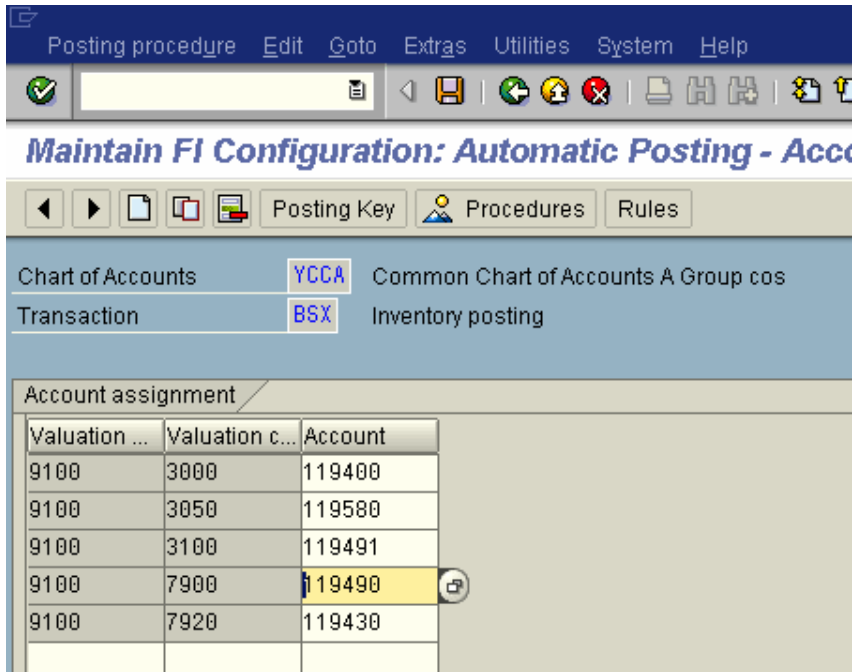 Posting procedure Edit Goto Extras Utilities System Help
Maintain FI Configuration: Automatic Posting - Acco
Posting Key Procedures Rules
Chart of Accounts YCCA Common Chart of Accounts A Group cos
Transaction BSX Inventory posting
Account assignment
Valuation ... Valuation c... Account
9100 3000 119400
9100 3050 119580
9100 3100 119491
9100 7900 119490
9100 7920 119430